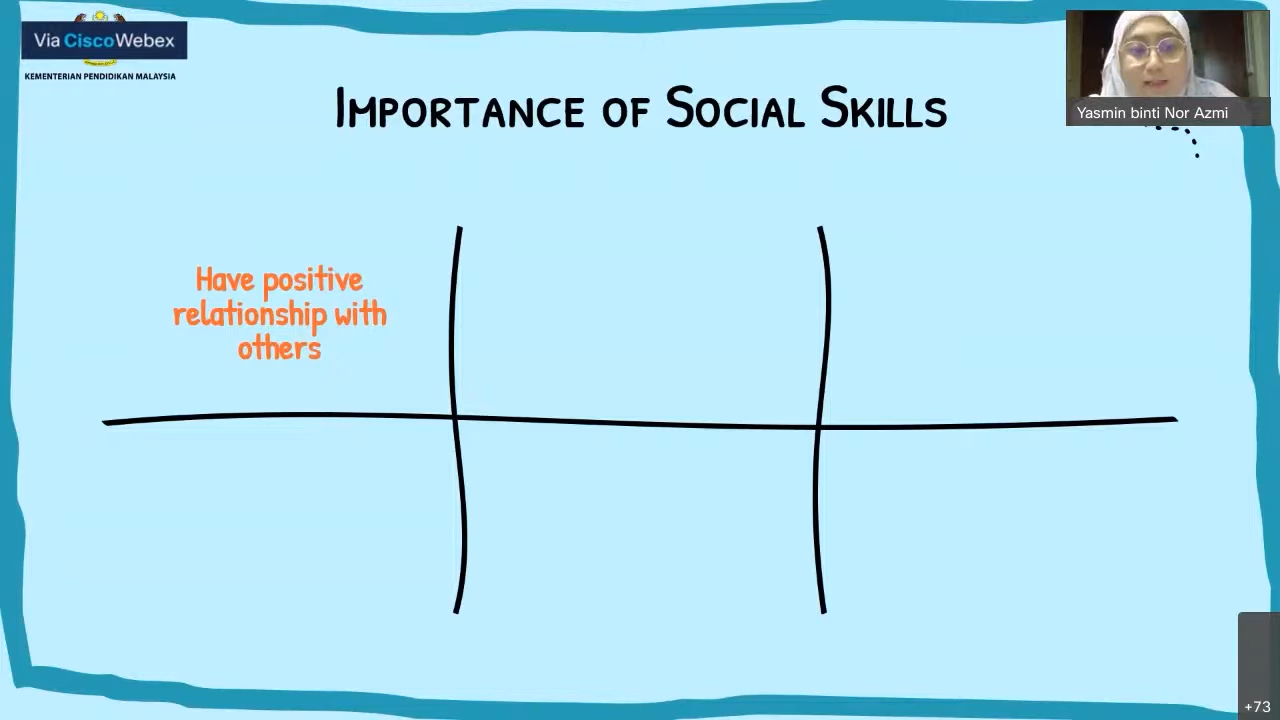 Via CiscoWebex
KEMENTERIAN PENDIDIKAN MALAYSIA
IMPORTANCE OF SOCIAL SKILLS
Yasmin binti Nor Azmi
Have positive
relationship with
others
+73